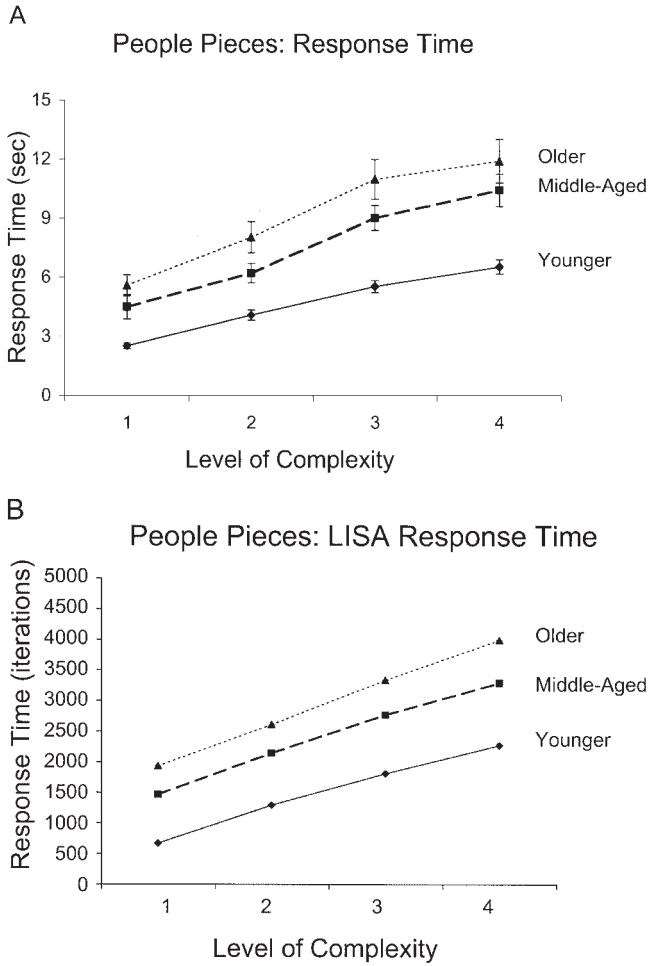 A
People Pieces: Response Time
Response Time (sec)
15
12
9
6
3
0
Older
Middle-Aged
Younger
1 2 3 4
Level of Complexity
B
People Pieces: LISA Response Time
Response Time (iterations)
5000
4500
4000
3500
3000
2500
2000
1500
1000
500
0
Older
Middle-Aged
Younger
1 2 3 4
Level of Complexity